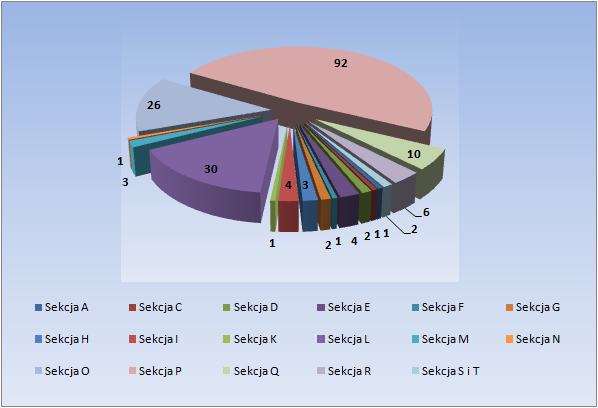 92
26
10
1
3
30
6
4
3
2
1
2
1
4
2
1
1
Sekcja A
Sekcja C
Sekcja D
Sekcja E
Sekcja F
Sekcja G
Sekcja H
Sekcja I
Sekcja K
Sekcja L
Sekcja M
Sekcja N
Sekcja O
Sekcja P
Sekcja Q
Sekcja R
Sekcja S i T